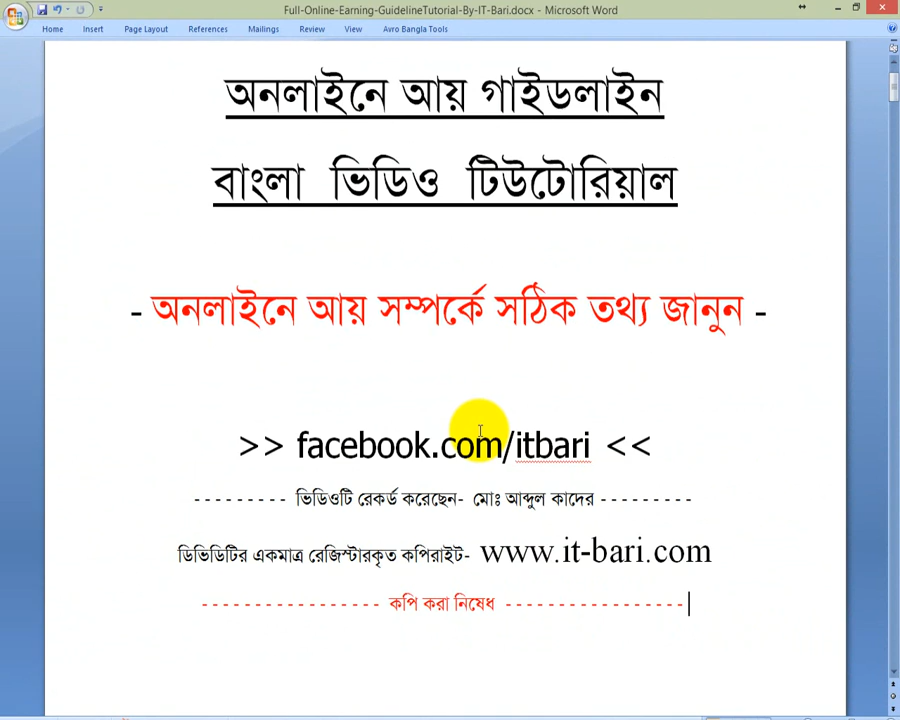 Full-Online-Earning-GuidelineTutorial-By-IT-Bari.docx - Microsoft Word
Home Insert Page Layout References Mailings Review View Avro Bangla Tools
অনলাইনে আয় গাইডলাইন
বাংলা ভিডিও টিউটোরিয়াল
- অনলাইনে আয় সম্পর্কে সঠিক তথ্য জানুন -
>> facebook.com/itbari <<
--------- ভিডিওটি রেকর্ড করেছেন- মোঃ আব্দুল কাদের ---------
ডিভিডিটির একমাত্র রেজিস্টারকৃত কপিরাইট- www.it-bari.com
----------------- কপি করা নিষেধ -----------------